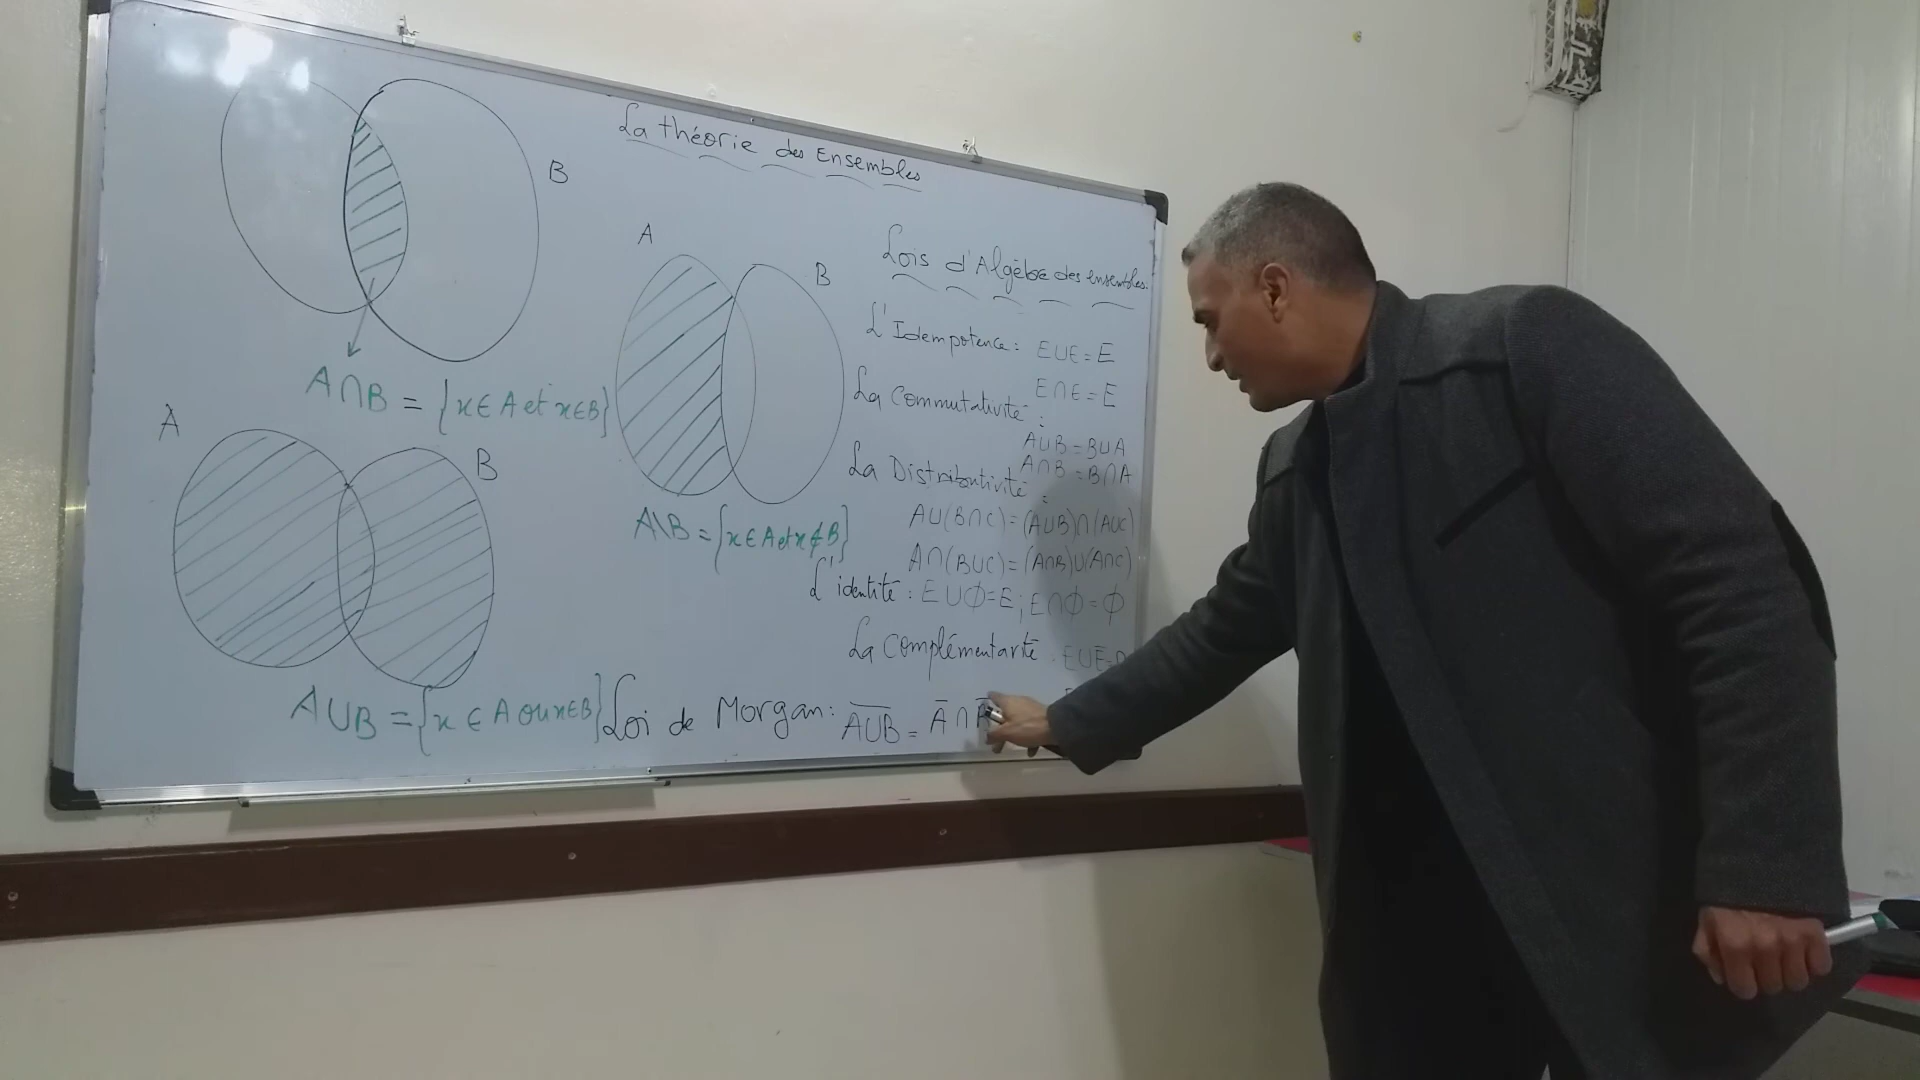 La théorie des Ensembles
B
A∩B = {x∈A et x∈B}
A
B
A∪B = {x ∈ A ou x∈B}
A
B
A\B = {x∈A et x∉B}
Lois d'Algèbre des ensembles.
L'Idempotence : E∪E = E
E∩E = E
La Commutativité :
A∪B = B∪A
A∩B = B∩A
La Distributivité :
A∪(B∩C) = (A∪B)∩(A∪C)
A∩(B∪C) = (A∩B)∪(A∩C)
L'identité : E∪ϕ=E ; E∩ϕ=ϕ
La Complémentarité : E∪E̅=
Loi de Morgan : A̅∪̅B̅ = A̅ ∩